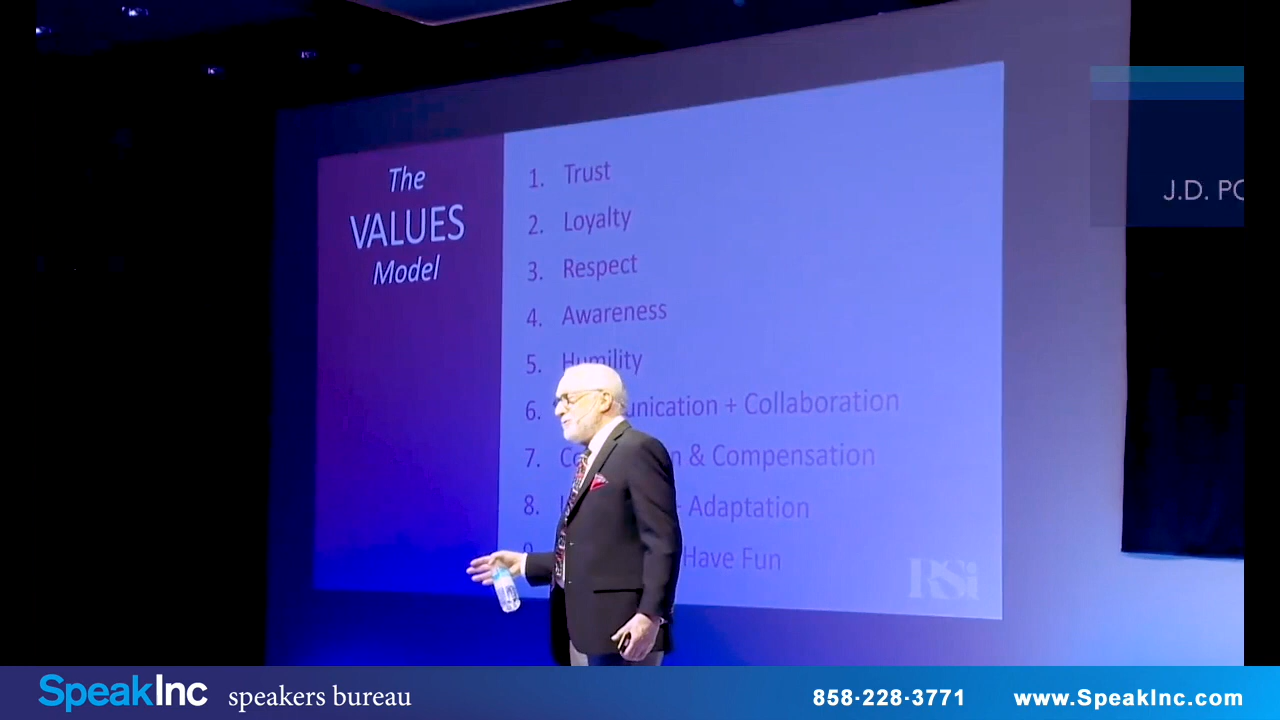 The
VALUES
Model
1. Trust
2. Loyalty
3. Respect
4. Awareness
5. Humility
6. unication + Collaboration
7. & Compensation
8. Adaptation
Have Fun
RSi
J.D.
SpeakInc speakers bureau
858-228-3771 www.SpeakInc.com